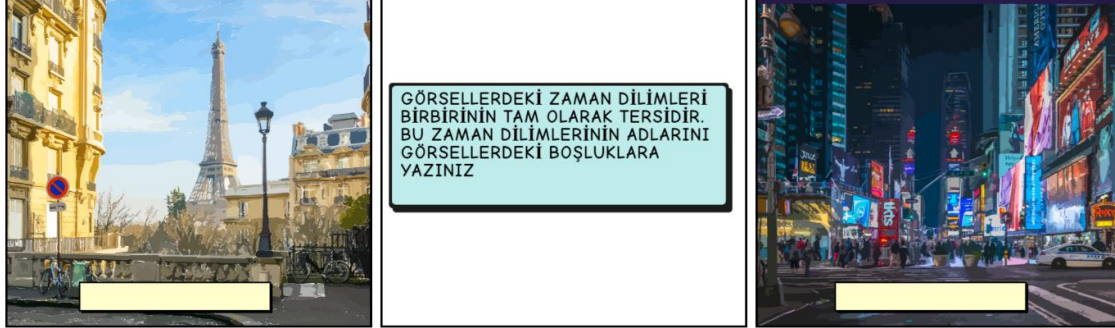 GÖRSELLERDEKİ ZAMAN DİLİMLERİ
BİRBİRİNİN TAM OLARAK TERSİDİR.
BU ZAMAN DİLİMLERİNİN ADLARINI
GÖRSELLERDEKİ BOŞLUKLARA
YAZINIZ